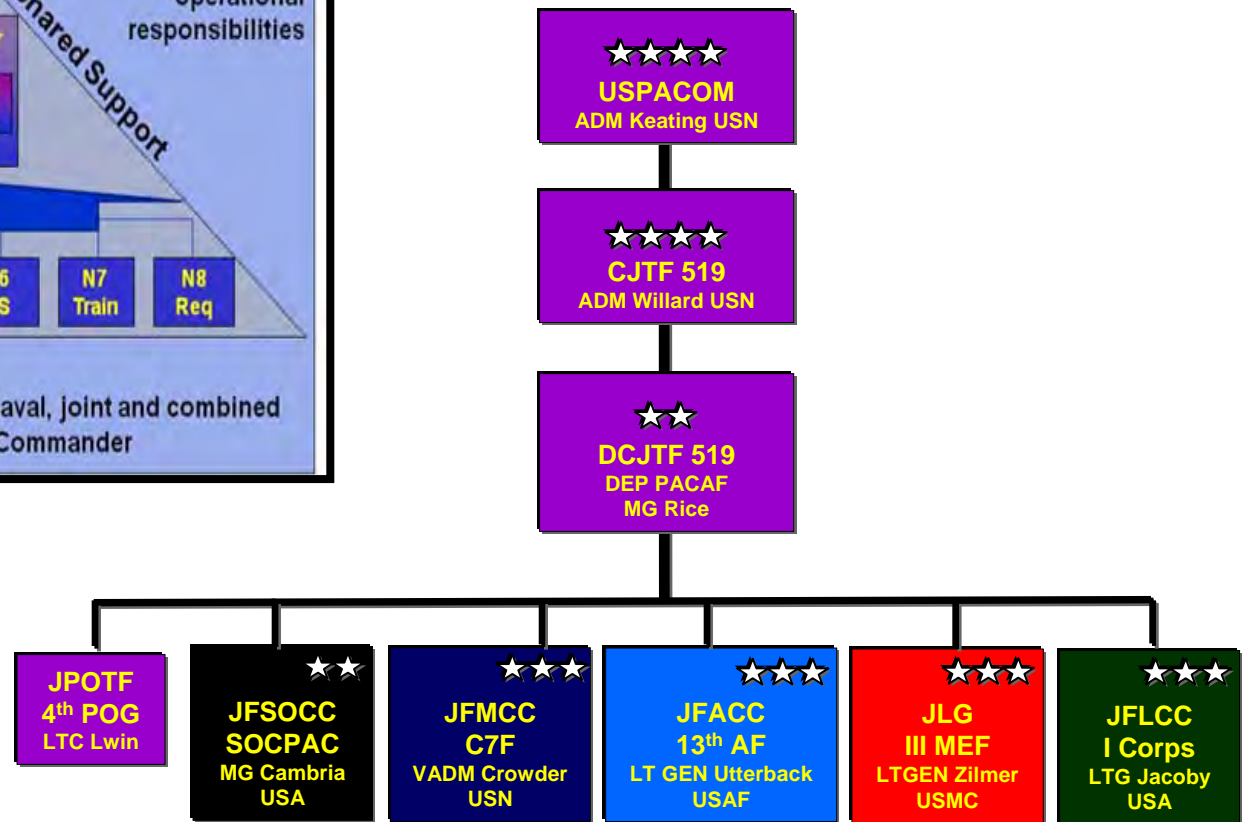 operational
responsibilities
Shared Support
N7
Train
N8
Req
joint and combined
Commander
USPACOM
ADM Keating USN
CJTF 519
ADM Willard USN
DCJTF 519
DEP PACAF
MG Rice
JPOTF
4th POG
LTC Lwin
JFSOCC
SOCPAC
MG Cambria
USA
JFMCC
C7F
VADM Crowder
USN
JFACC
13th AF
LT GEN Utterback
USAF
JLG
III MEF
LTGEN Zilmer
USMC
JFLCC
I Corps
LTG Jacoby
USA